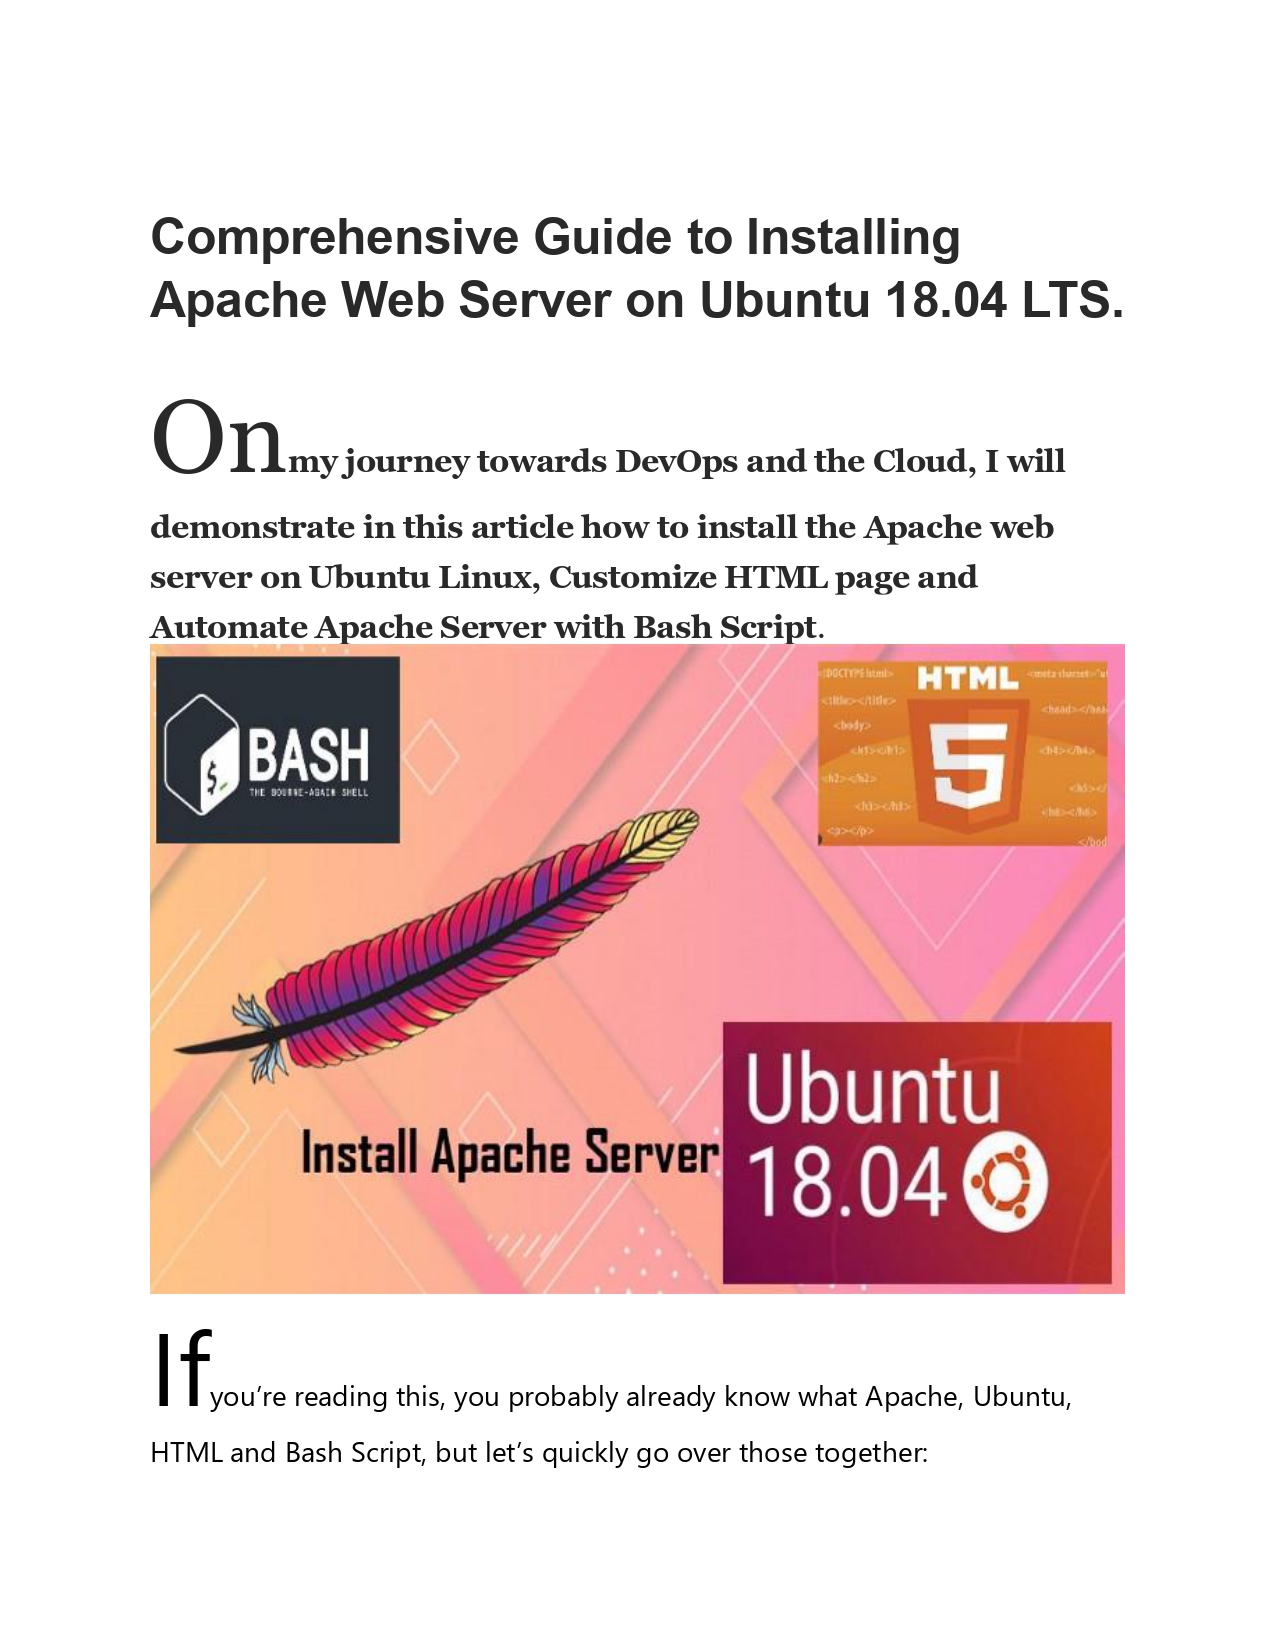 Comprehensive Guide to Installing
Apache Web Server on Ubuntu 18.04 LTS.
On my journey towards DevOps and the Cloud, I will
demonstrate in this article how to install the Apache web
server on Ubuntu Linux, Customize HTML page and
Automate Apache Server with Bash Script.
BASH
THE BOURNE-AGAIN SHELL
HTML
<!DOCTYPE html>
<meta charset="ut
<title></title>
<head></hea
<body>
<h1></h1>
<h4></h4>
<h2></h2>
<h5></
<h3></h3>
<h6></h6>
<p></p>
</bod
5
Install Apache Server
Ubuntu
18.04
If you’re reading this, you probably already know what Apache, Ubuntu,
HTML and Bash Script, but let’s quickly go over those together: